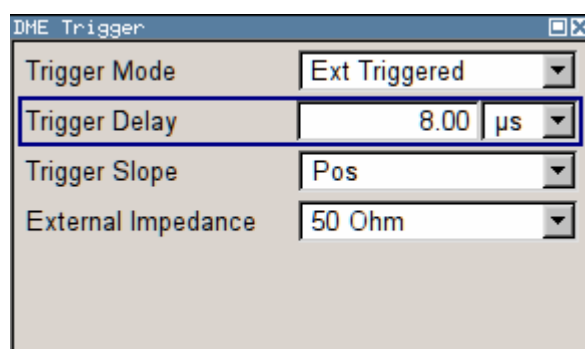 DME Trigger
Trigger Mode Ext Triggered
Trigger Delay 8.00 µs
Trigger Slope Pos
External Impedance 50 Ohm